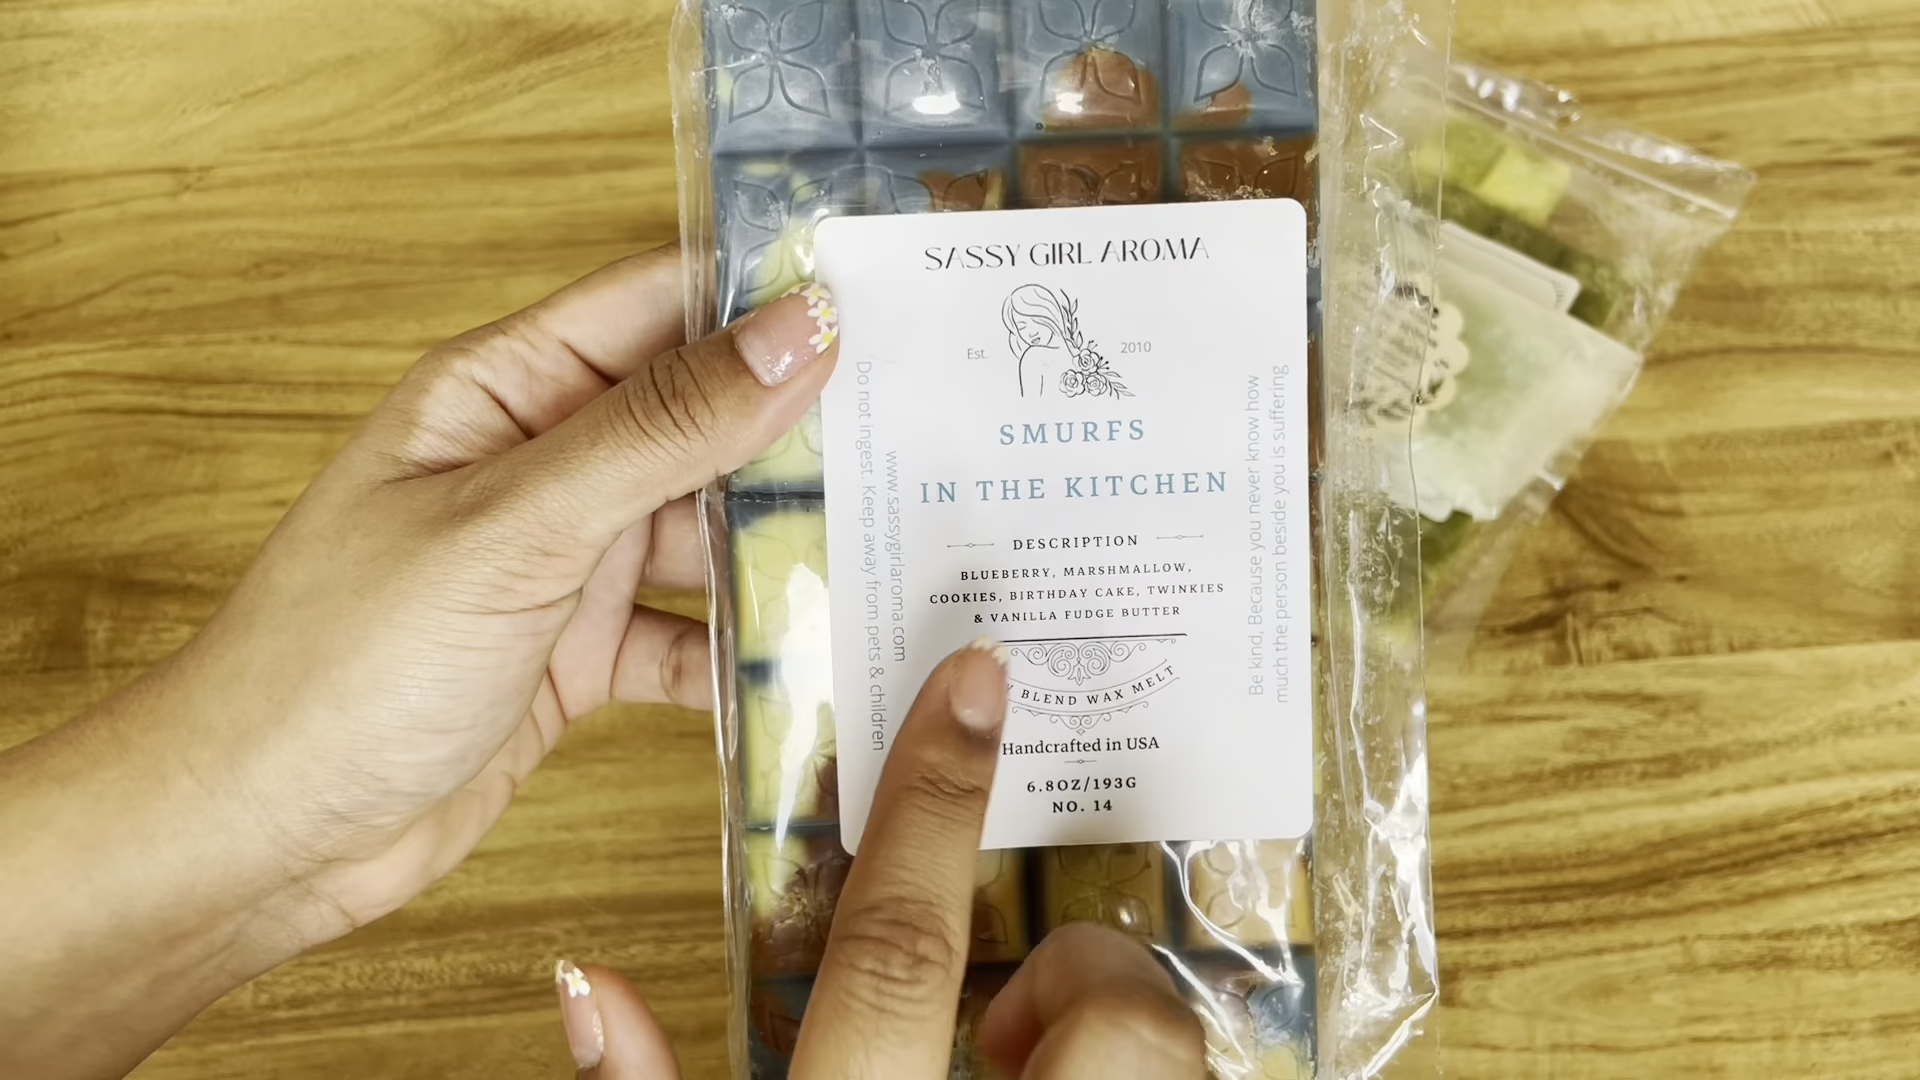 SASSY GIRL AROMA
Est. 2010
SMURFS
IN THE KITCHEN
DESCRIPTION
BLUEBERRY, MARSHMALLOW,
COOKIES, BIRTHDAY CAKE, TWINKIES
& VANILLA FUDGE BUTTER
BLEND WAX MELT
Handcrafted in USA
6.8OZ/193G
NO. 14
Do not ingest. Keep away from pets & children
www.sassygirlaroma.com
Be kind, Because you never know how
much the person beside you is suffering